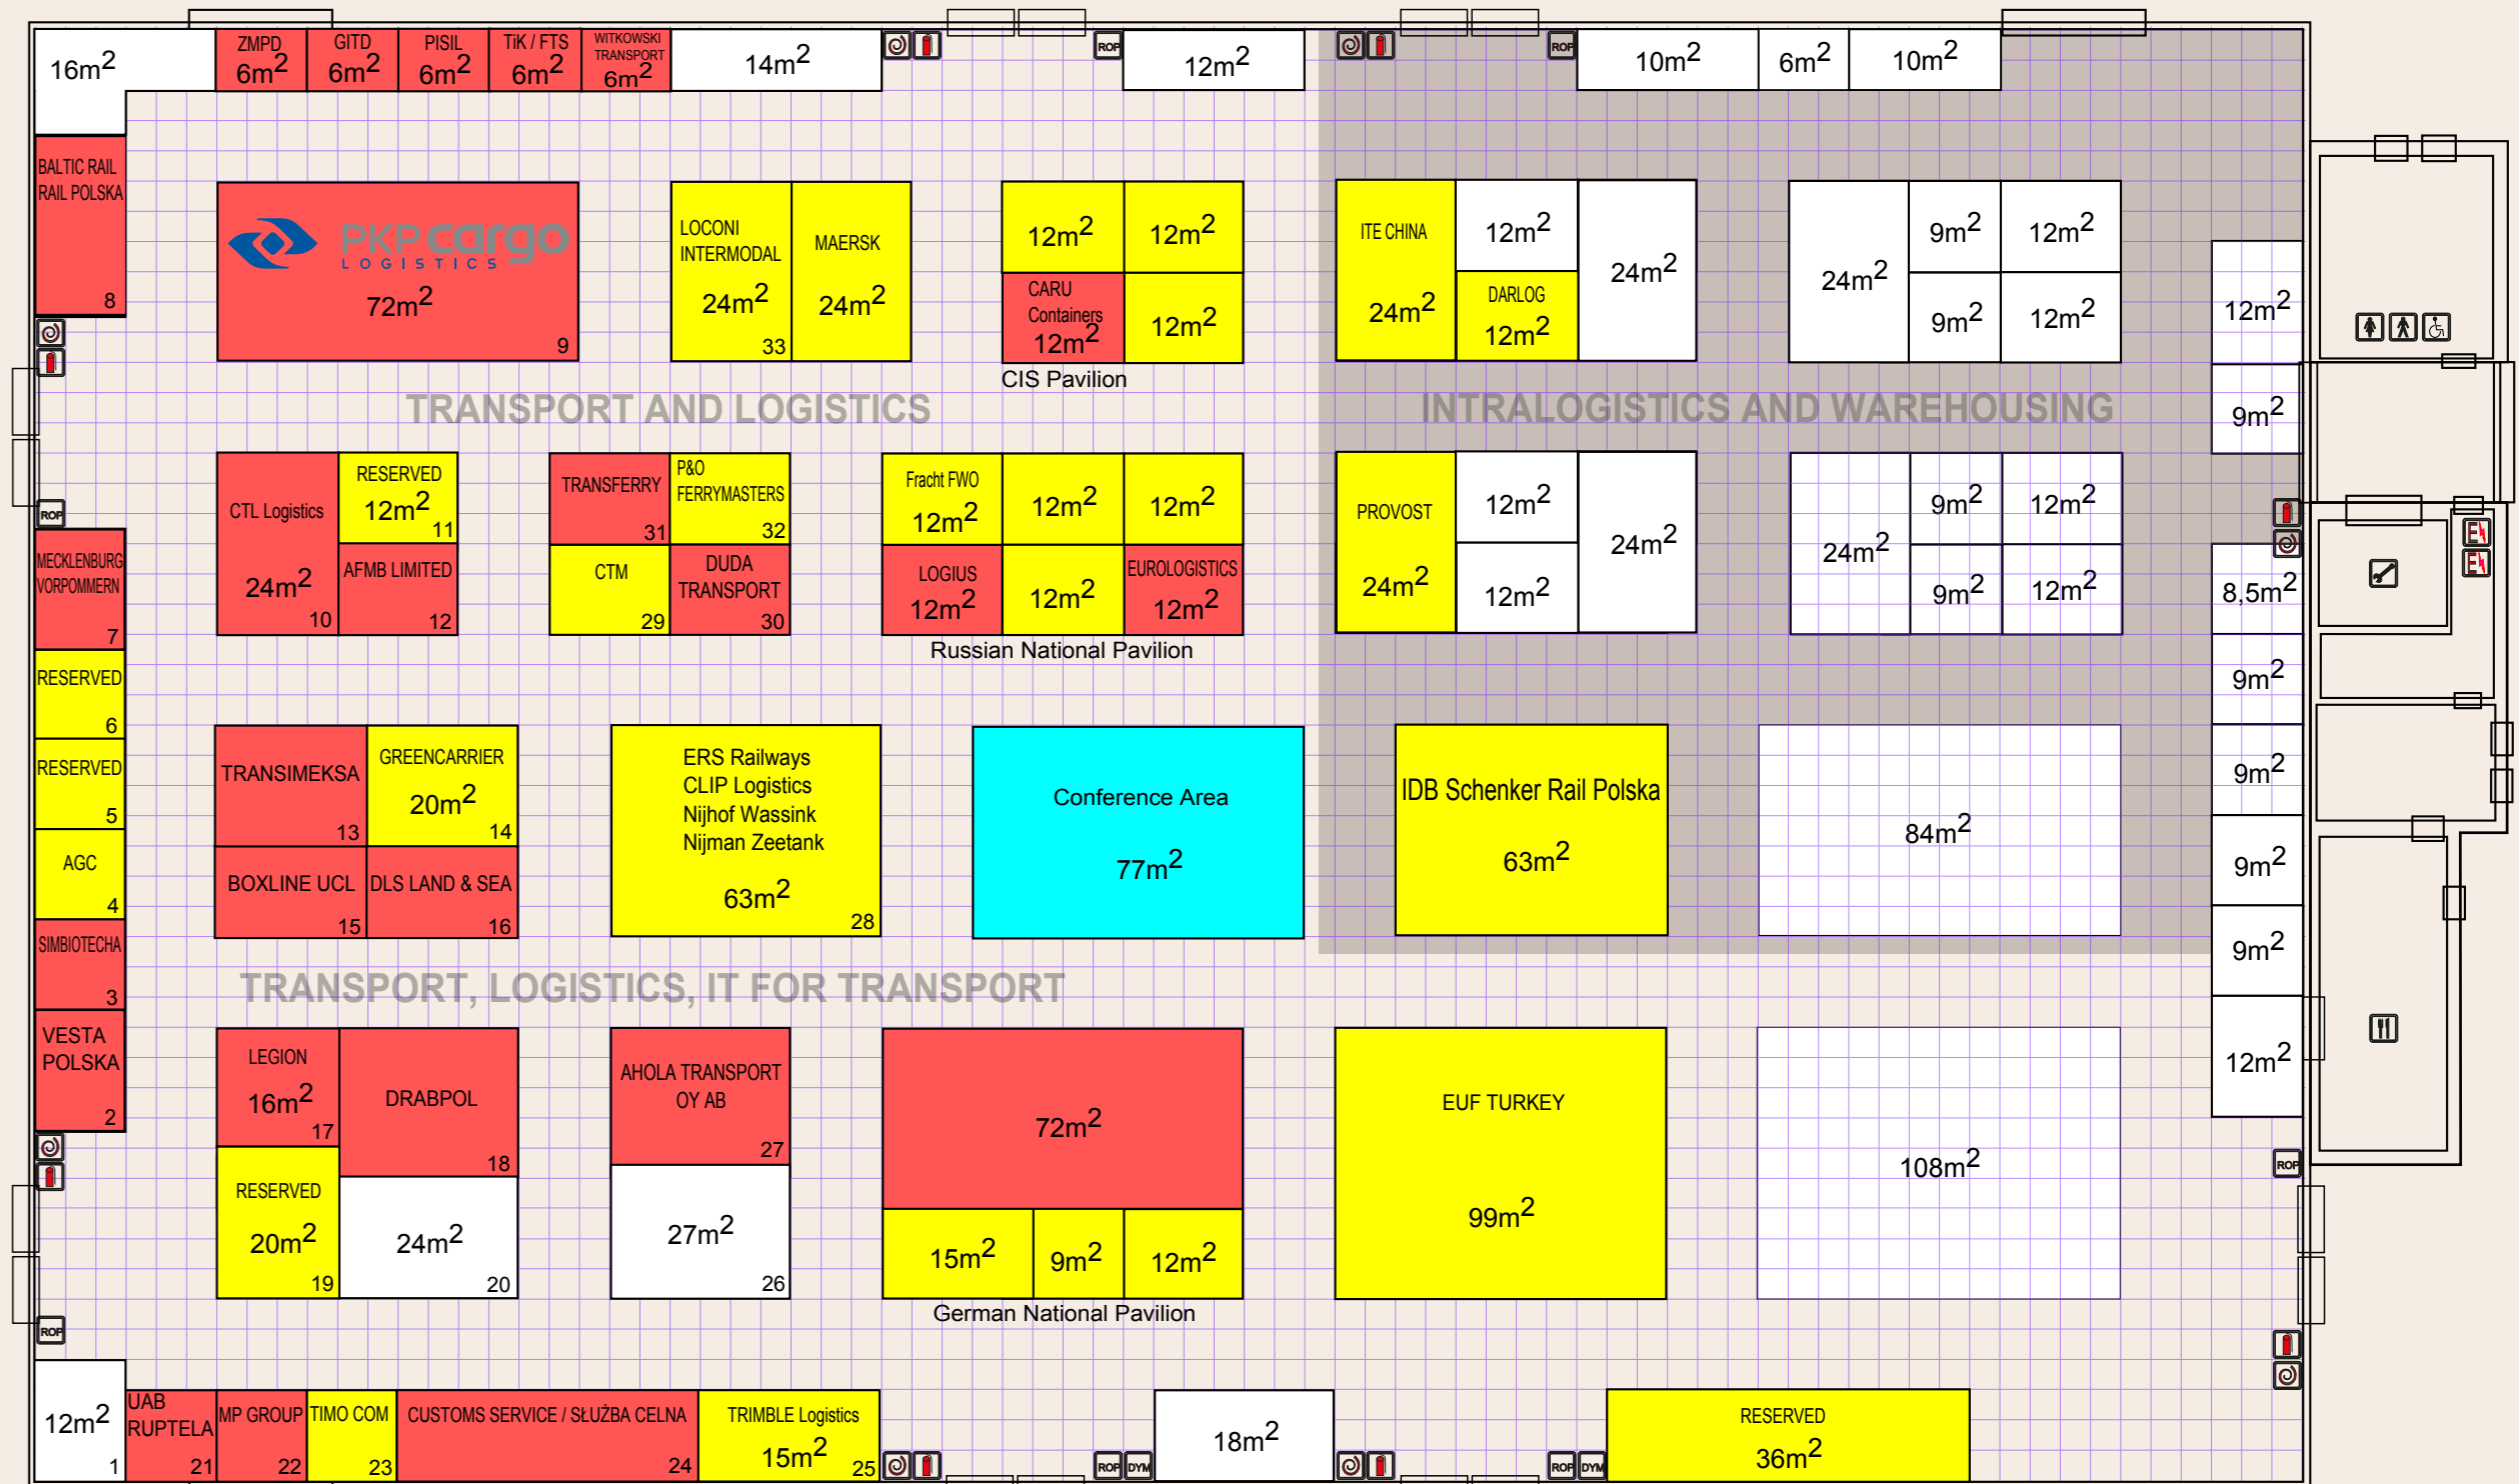 16m2
ZMPD
6m2
GITD
6m2
PISIL
6m2
TiK / FTS
6m2
WITKOWSKI
TRANSPORT
6m2
14m2
ROP
12m2
ROP
10m2
6m2
10m2
BALTIC RAIL
RAIL POLSKA
8
PKP cargo
LOGISTICS
72m2
9
LOCONI
INTERMODAL
24m2
33
MAERSK
24m2
12m2
12m2
CARU
Containers
12m2
12m2
CIS Pavilion
ITE CHINA
24m2
12m2
DARLOG
12m2
24m2
24m2
9m2
12m2
9m2
12m2
12m2
9m2
TRANSPORT AND LOGISTICS
INTRALOGISTICS AND WAREHOUSING
ROP
CTL Logistics
24m2
10
RESERVED
12m2
11
AFMB LIMITED
12
TRANSFERRY
31
P&O
FERRYMASTERS
32
CTM
29
DUDA
TRANSPORT
30
Fracht FWO
12m2
12m2
12m2
LOGIUS
12m2
12m2
EUROLOGISTICS
12m2
Russian National Pavilion
PROVOST
24m2
12m2
12m2
24m2
24m2
9m2
12m2
9m2
12m2
E
E
8,5m2
9m2
9m2
9m2
9m2
12m2
MECKLENBURG
VORPOMMERN
7
RESERVED
6
RESERVED
5
AGC
4
SIMBIOTECHA
3
VESTA
POLSKA
2
TRANSIMEKSA
13
GREENCARRIER
20m2
14
BOXLINE UCL
15
DLS LAND & SEA
16
ERS Railways
CLIP Logistics
Nijhof Wassink
Nijman Zeetank
63m2
28
Conference Area
77m2
IDB Schenker Rail Polska
63m2
84m2
TRANSPORT, LOGISTICS, IT FOR TRANSPORT
LEGION
16m2
17
DRABPOL
18
RESERVED
20m2
19
24m2
20
AHOLA TRANSPORT
OY AB
27
27m2
26
72m2
15m2
9m2
12m2
German National Pavilion
EUF TURKEY
99m2
108m2
ROP
ROP
12m2
1
UAB
RUPTELA
21
MP GROUP
22
TIMO COM
23
CUSTOMS SERVICE / SŁUŻBA CELNA
24
TRIMBLE Logistics
15m2
25
ROP
DYM
18m2
ROP
DYM
RESERVED
36m2